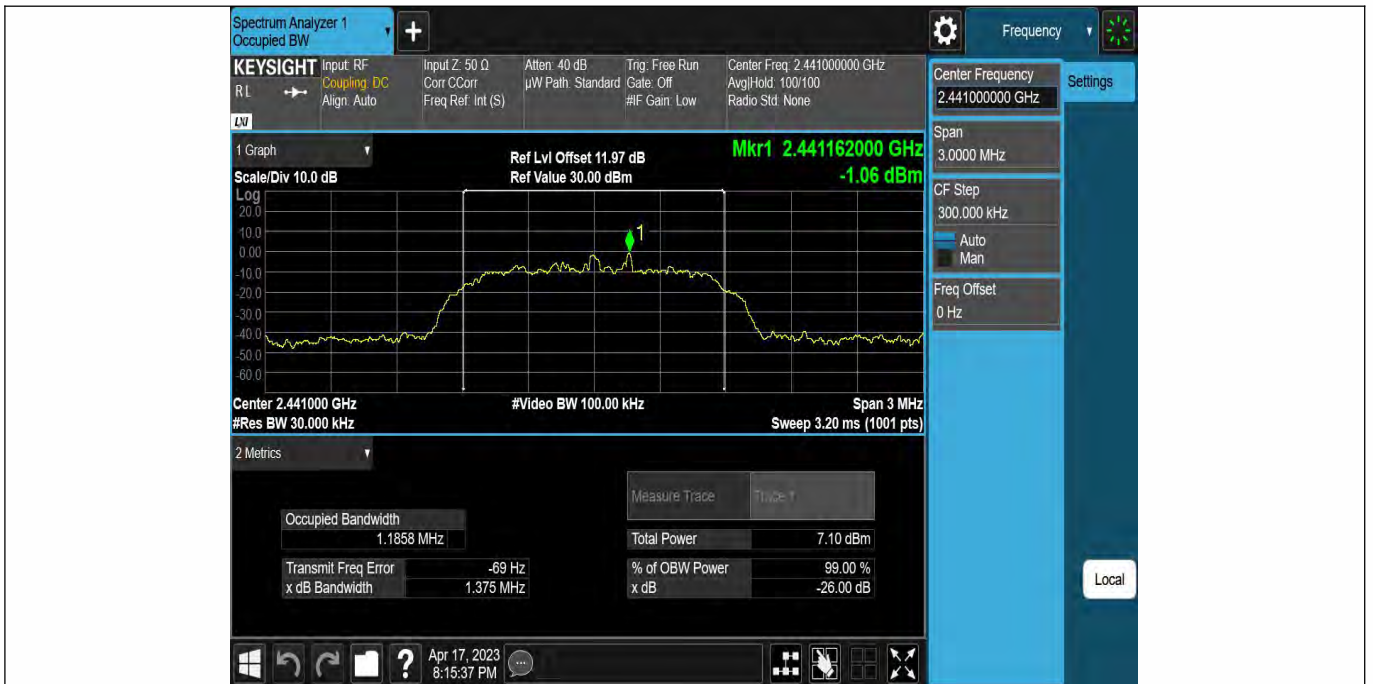 Spectrum Analyzer 1
Occupied BW
+
Frequency
KEYSIGHT
RL
LXI
Input: RF
Coupling: DC
Align: Auto
Input Z: 50 Ω
Corr CCorr
Freq Ref: Int (S)
Atten: 40 dB
µW Path: Standard
Trig: Free Run
Gate: Off
#IF Gain: Low
Center Freq: 2.441000000 GHz
Avg|Hold: 100/100
Radio Std: None
Center Frequency
2.441000000 GHz
Settings
Span
3.0000 MHz
CF Step
300.000 kHz
Auto
Man
Freq Offset
0 Hz
Local
1 Graph
Scale/Div 10.0 dB
Ref Lvl Offset 11.97 dB
Ref Value 30.00 dBm
Mkr1 2.441162000 GHz
-1.06 dBm
Log
20.0
10.0
0.00
-10.0
-20.0
-30.0
-40.0
-50.0
-60.0
1
Center 2.441000 GHz
#Video BW 100.00 kHz
Span 3 MHz
#Res BW 30.000 kHz
Sweep 3.20 ms (1001 pts)
2 Metrics
Measure Trace
Trace 1
Occupied Bandwidth
1.1858 MHz
Total Power
7.10 dBm
Transmit Freq Error
-69 Hz
% of OBW Power
99.00 %
x dB Bandwidth
1.375 MHz
x dB
-26.00 dB
?
Apr 17, 2023
8:15:37 PM